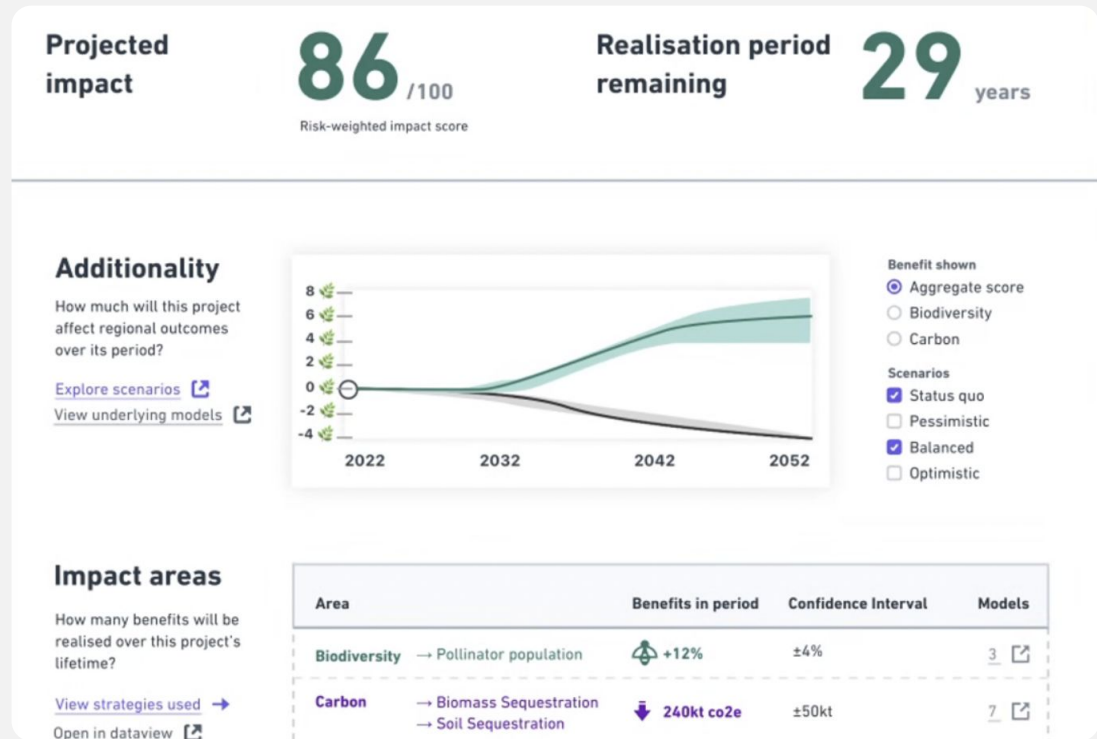 Projected
impact
86 /100
Risk-weighted impact score
Realisation period
remaining
29 years
Additionality
How much will this project
affect regional outcomes
over its period?
Explore scenarios
View underlying models
8
6
4
2
0
-2
-4
2022 2032 2042 2052
Benefit shown
Aggregate score
Biodiversity
Carbon
Scenarios
Status quo
Pessimistic
Balanced
Optimistic
Impact areas
How many benefits will be
realised over this project's
lifetime?
View strategies used →
Open in dataview
Area Benefits in period Confidence Interval Models
Biodiversity → Pollinator population +12% ±4% 3
Carbon → Biomass Sequestration 240kt co2e ±50kt 7
→ Soil Sequestration